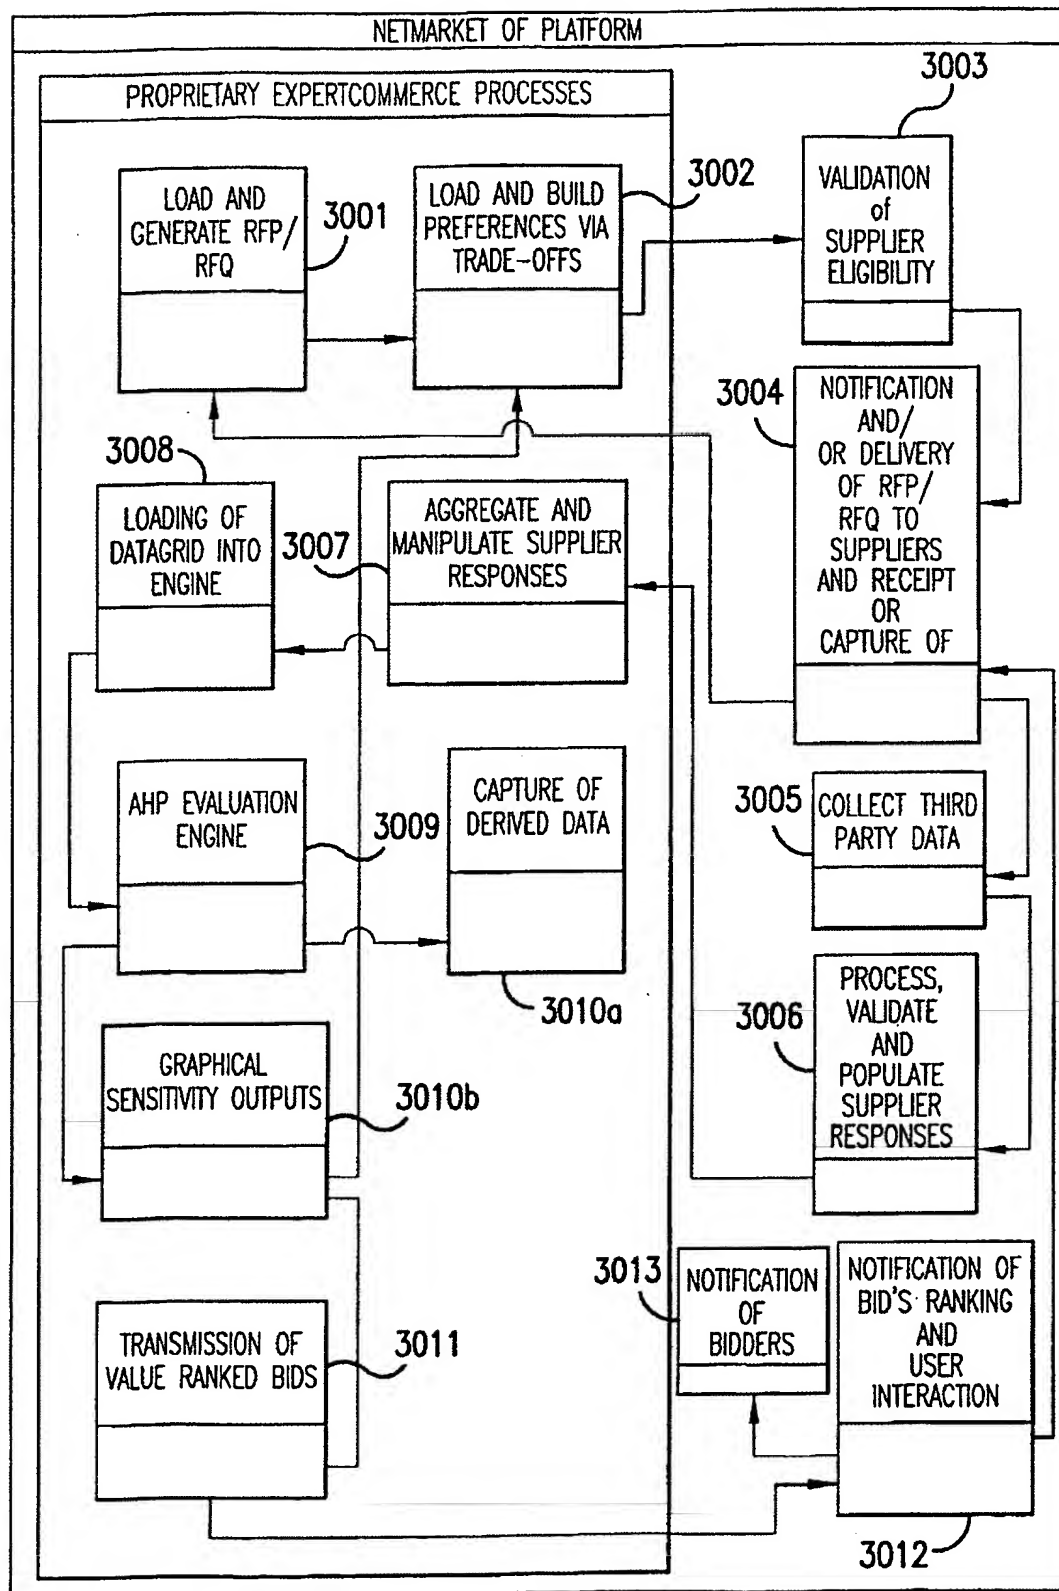 NETMARKET OF PLATFORM
PROPRIETARY EXPERTCOMMERCE PROCESSES
LOAD AND
GENERATE RFP/
RFQ
3001
LOAD AND BUILD
PREFERENCES VIA
TRADE-OFFS
3002
3003
VALIDATION
of
SUPPLIER
ELIGIBILITY
3004
NOTIFICATION
AND/
OR DELIVERY
OF RFP/
RFQ TO
SUPPLIERS
AND RECEIPT
OR
CAPTURE OF
3008
LOADING OF
DATAGRID INTO
ENGINE
3007
AGGREGATE AND
MANIPULATE SUPPLIER
RESPONSES
AHP EVALUATION
ENGINE
3009
CAPTURE OF
DERIVED DATA
3010a
3005
COLLECT THIRD
PARTY DATA
3006
PROCESS,
VALIDATE
AND
POPULATE
SUPPLIER
RESPONSES
GRAPHICAL
SENSITIVITY OUTPUTS
3010b
TRANSMISSION OF
VALUE RANKED BIDS
3011
3013
NOTIFICATION
OF
BIDDERS
NOTIFICATION OF
BID'S RANKING
AND
USER
INTERACTION
3012